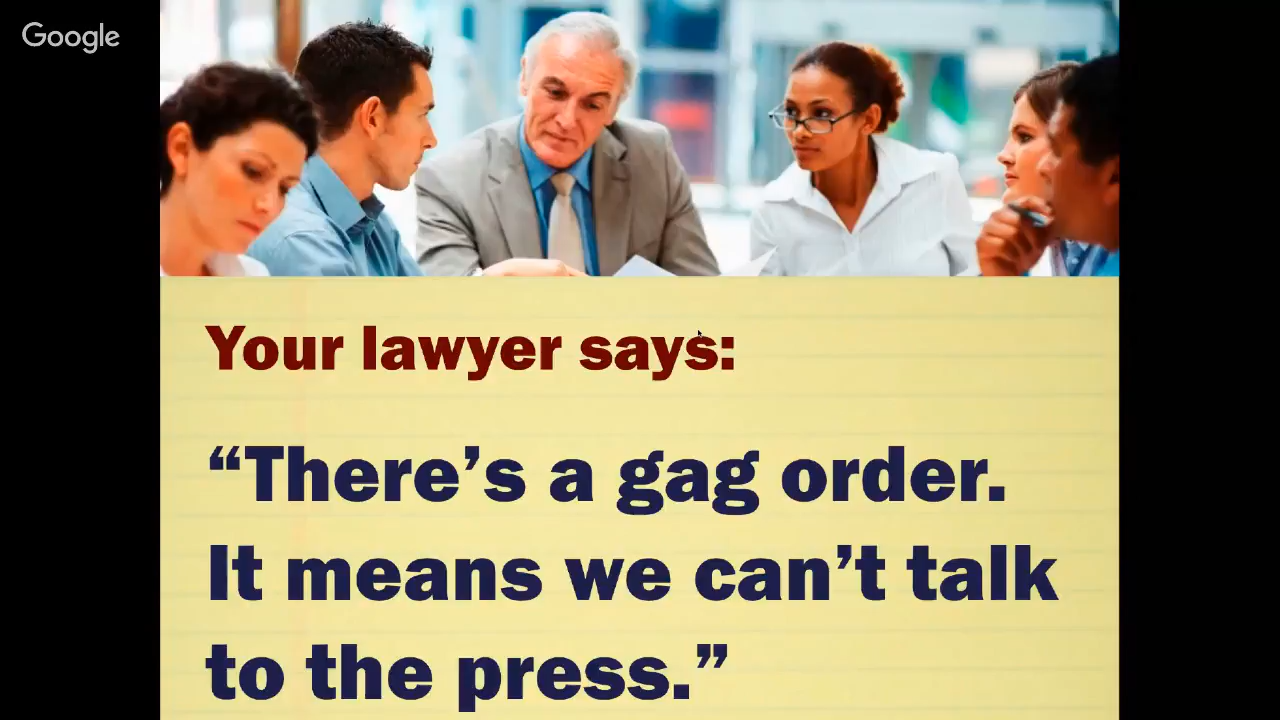 Google
Your lawyer says:
“There’s a gag order.
It means we can’t talk
to the press.”